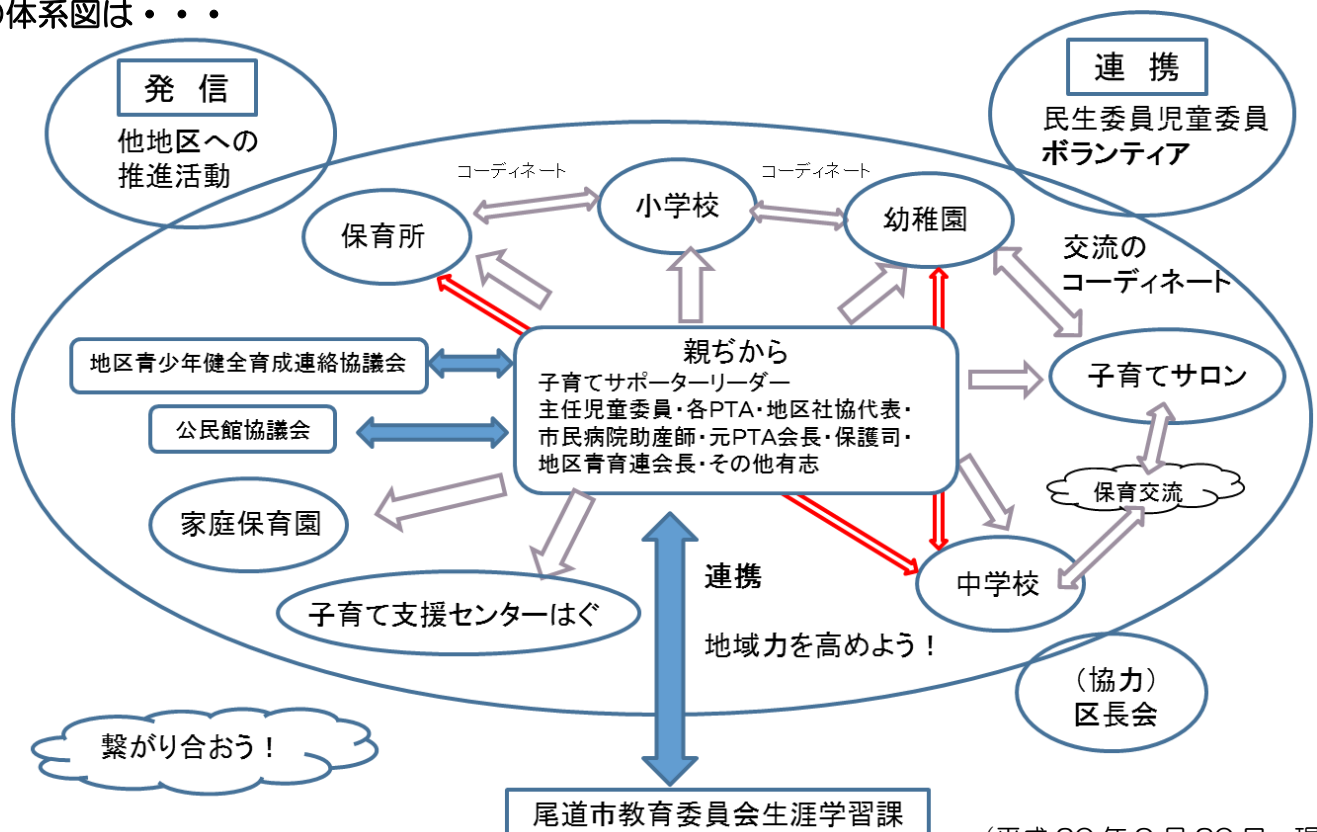 の体系図は・・・
発 信
他地区への
推進活動
連 携
民生委員児童委員
ボランティア
コーディネート
コーディネート
小学校
保育所
幼稚園
交流の
コーディネート
親ぢから
子育てサポーターリーダー
主任児童委員・各PTA・地区社協代表・
市民病院助産師・元PTA会長・保護司・
地区青育連会長・その他有志
地区青少年健全育成連絡協議会
子育てサロン
公民館協議会
保育交流
家庭保育園
中学校
子育て支援センターはぐ
連携
地域力を高めよう！
（協力）
区長会
繋がり合おう！
尾道市教育委員会生涯学習課